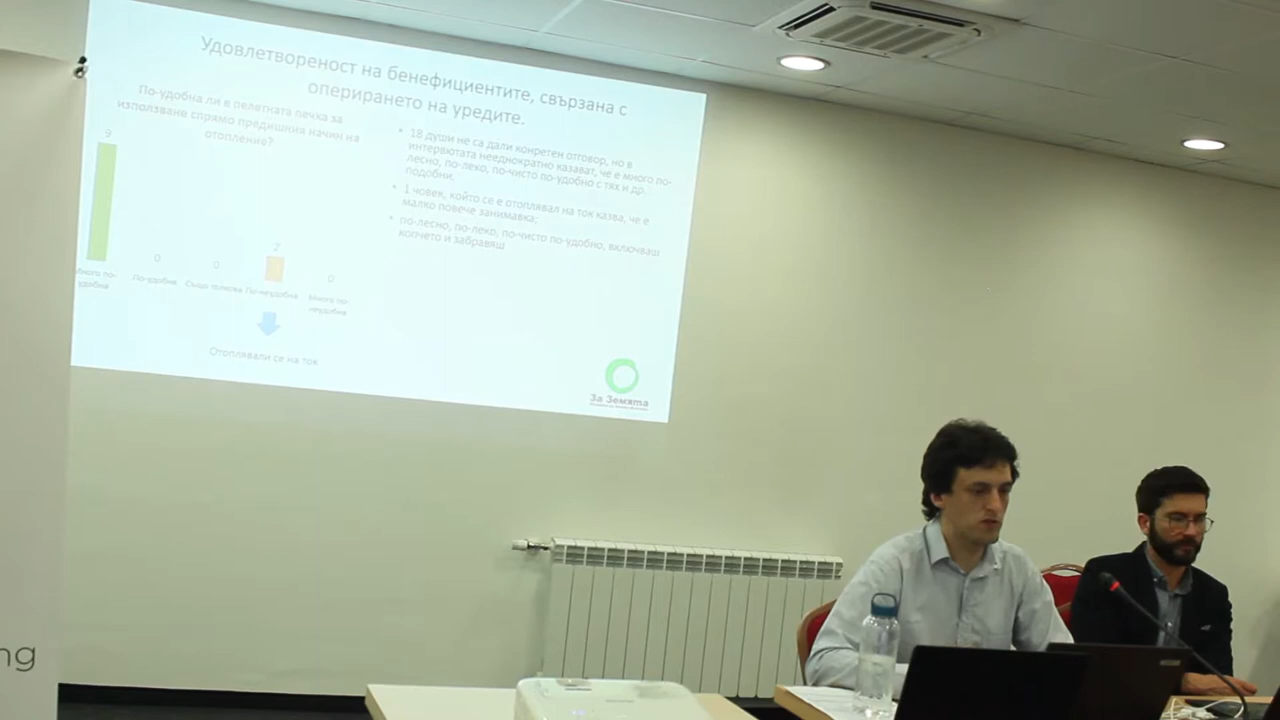 Удовлетвореност на бенефициентите, свързана с
оперирането на уредите.
По-удобна ли е пелетната печка за
използване спрямо предишния начин на
отопление?
9
0
0
2
0
Много по-
удобна
По-удобна
Също толкова
По-неудобна
Много по-
неудобна
Отоплявали се на ток
• 18 души не са дали конретен отговор, но в
интервютата нееднократно казават, че е много по-
лесно, по-леко, по-чисто по-удобно с тях и др.
подобни.
• 1 човек, който се е отоплявал на ток казва, че е
малко повече занимавка;
• по-лесно, по-леко, по-чисто по-удобно, включваш
копчето и забравяш
За Земята
ng